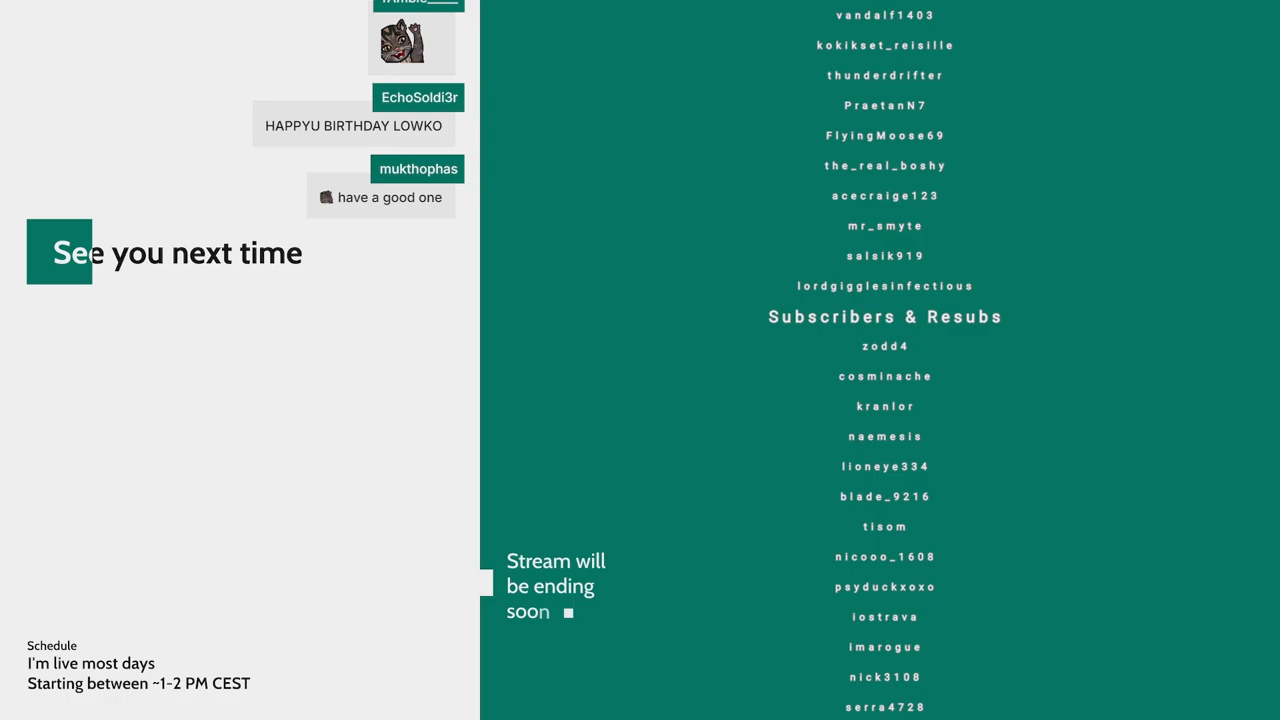 EchoSoldi3r
HAPPYU BIRTHDAY LOWKO
mukthophas
have a good one
See you next time
Schedule
I'm live most days
Starting between ~1-2 PM CEST
Stream will
be ending
soon
vandalf1403
kokikset_reisille
thunderdrifter
PraetanN7
FlyingMoose69
the_real_boshy
acecraige123
mr_smyte
salsik919
lordgigglesinfectious
Subscribers & Resubs
zodd4
cosminache
kranlor
naemesis
lioneye334
blade_9216
tisom
nicooo_1608
psyduckxoxo
iostrava
imarogue
nick3108
serra4728